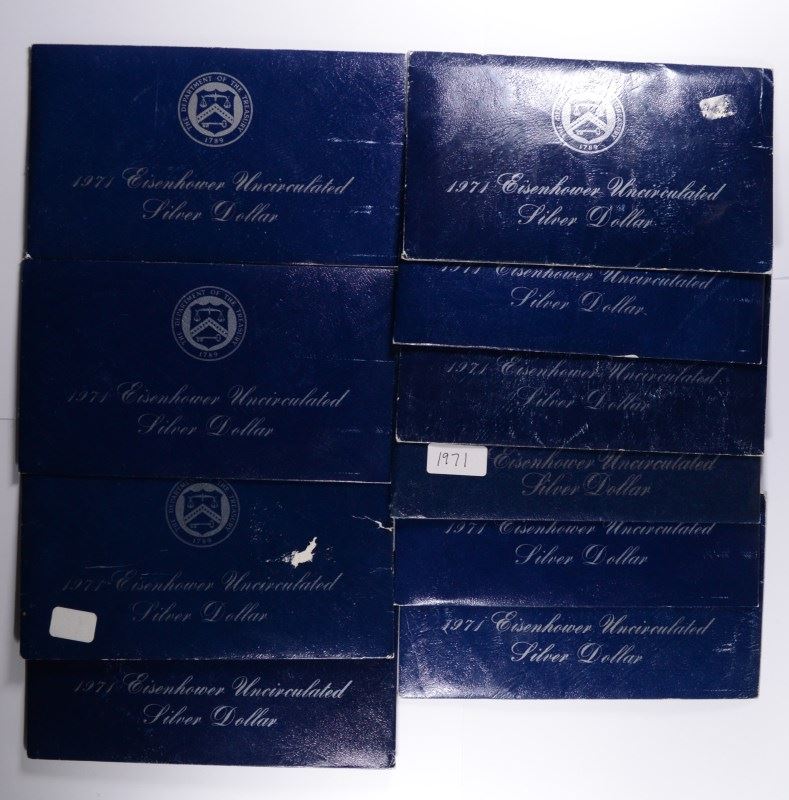 THE DEPARTMENT OF THE TREASURY
1789
1971 Eisenhower Uncirculated
Silver Dollar
THE DEPARTMENT OF THE TREASURY
1789
1971 Eisenhower Uncirculated
Silver Dollar
1971 Eisenhower Uncirculated
Silver Dollar
1971 Eisenhower Uncirculated
Silver Dollar
1789
1971 Eisenhower Uncirculated
Silver Dollar
1971 Eisenhower Uncirculated
Silver Dollar
1971 Eisenhower Uncirculated
Silver Dollar
1971 Eisenhower Uncirculated
Silver Dollar
1971 Eisenhower Uncirculated
Silver Dollar
1971 Eisenhower Uncirculated
Silver Dollar